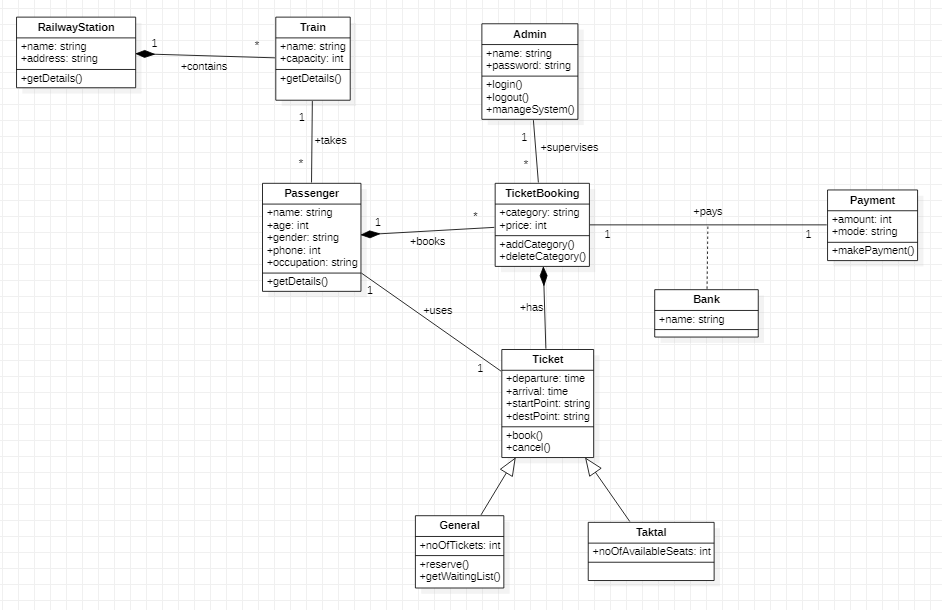 RailwayStation
+name: string
+address: string
+getDetails()
1
*
+contains
Train
+name: string
+capacity: int
+getDetails()
Admin
+name: string
+password: string
+login()
+logout()
+manageSystem()
1
+takes
*
1
+supervises
*
Passenger
+name: string
+age: int
+gender: string
+phone: int
+occupation: string
+getDetails()
1
*
+books
TicketBooking
+category: string
+price: int
+addCategory()
+deleteCategory()
+pays
1
1
Payment
+amount: int
+mode: string
+makePayment()
Bank
+name: string
1
+uses
1
+has
Ticket
+departure: time
+arrival: time
+startPoint: string
+destPoint: string
+book()
+cancel()
General
+noOfTickets: int
+reserve()
+getWaitingList()
Taktal
+noOfAvailableSeats: int